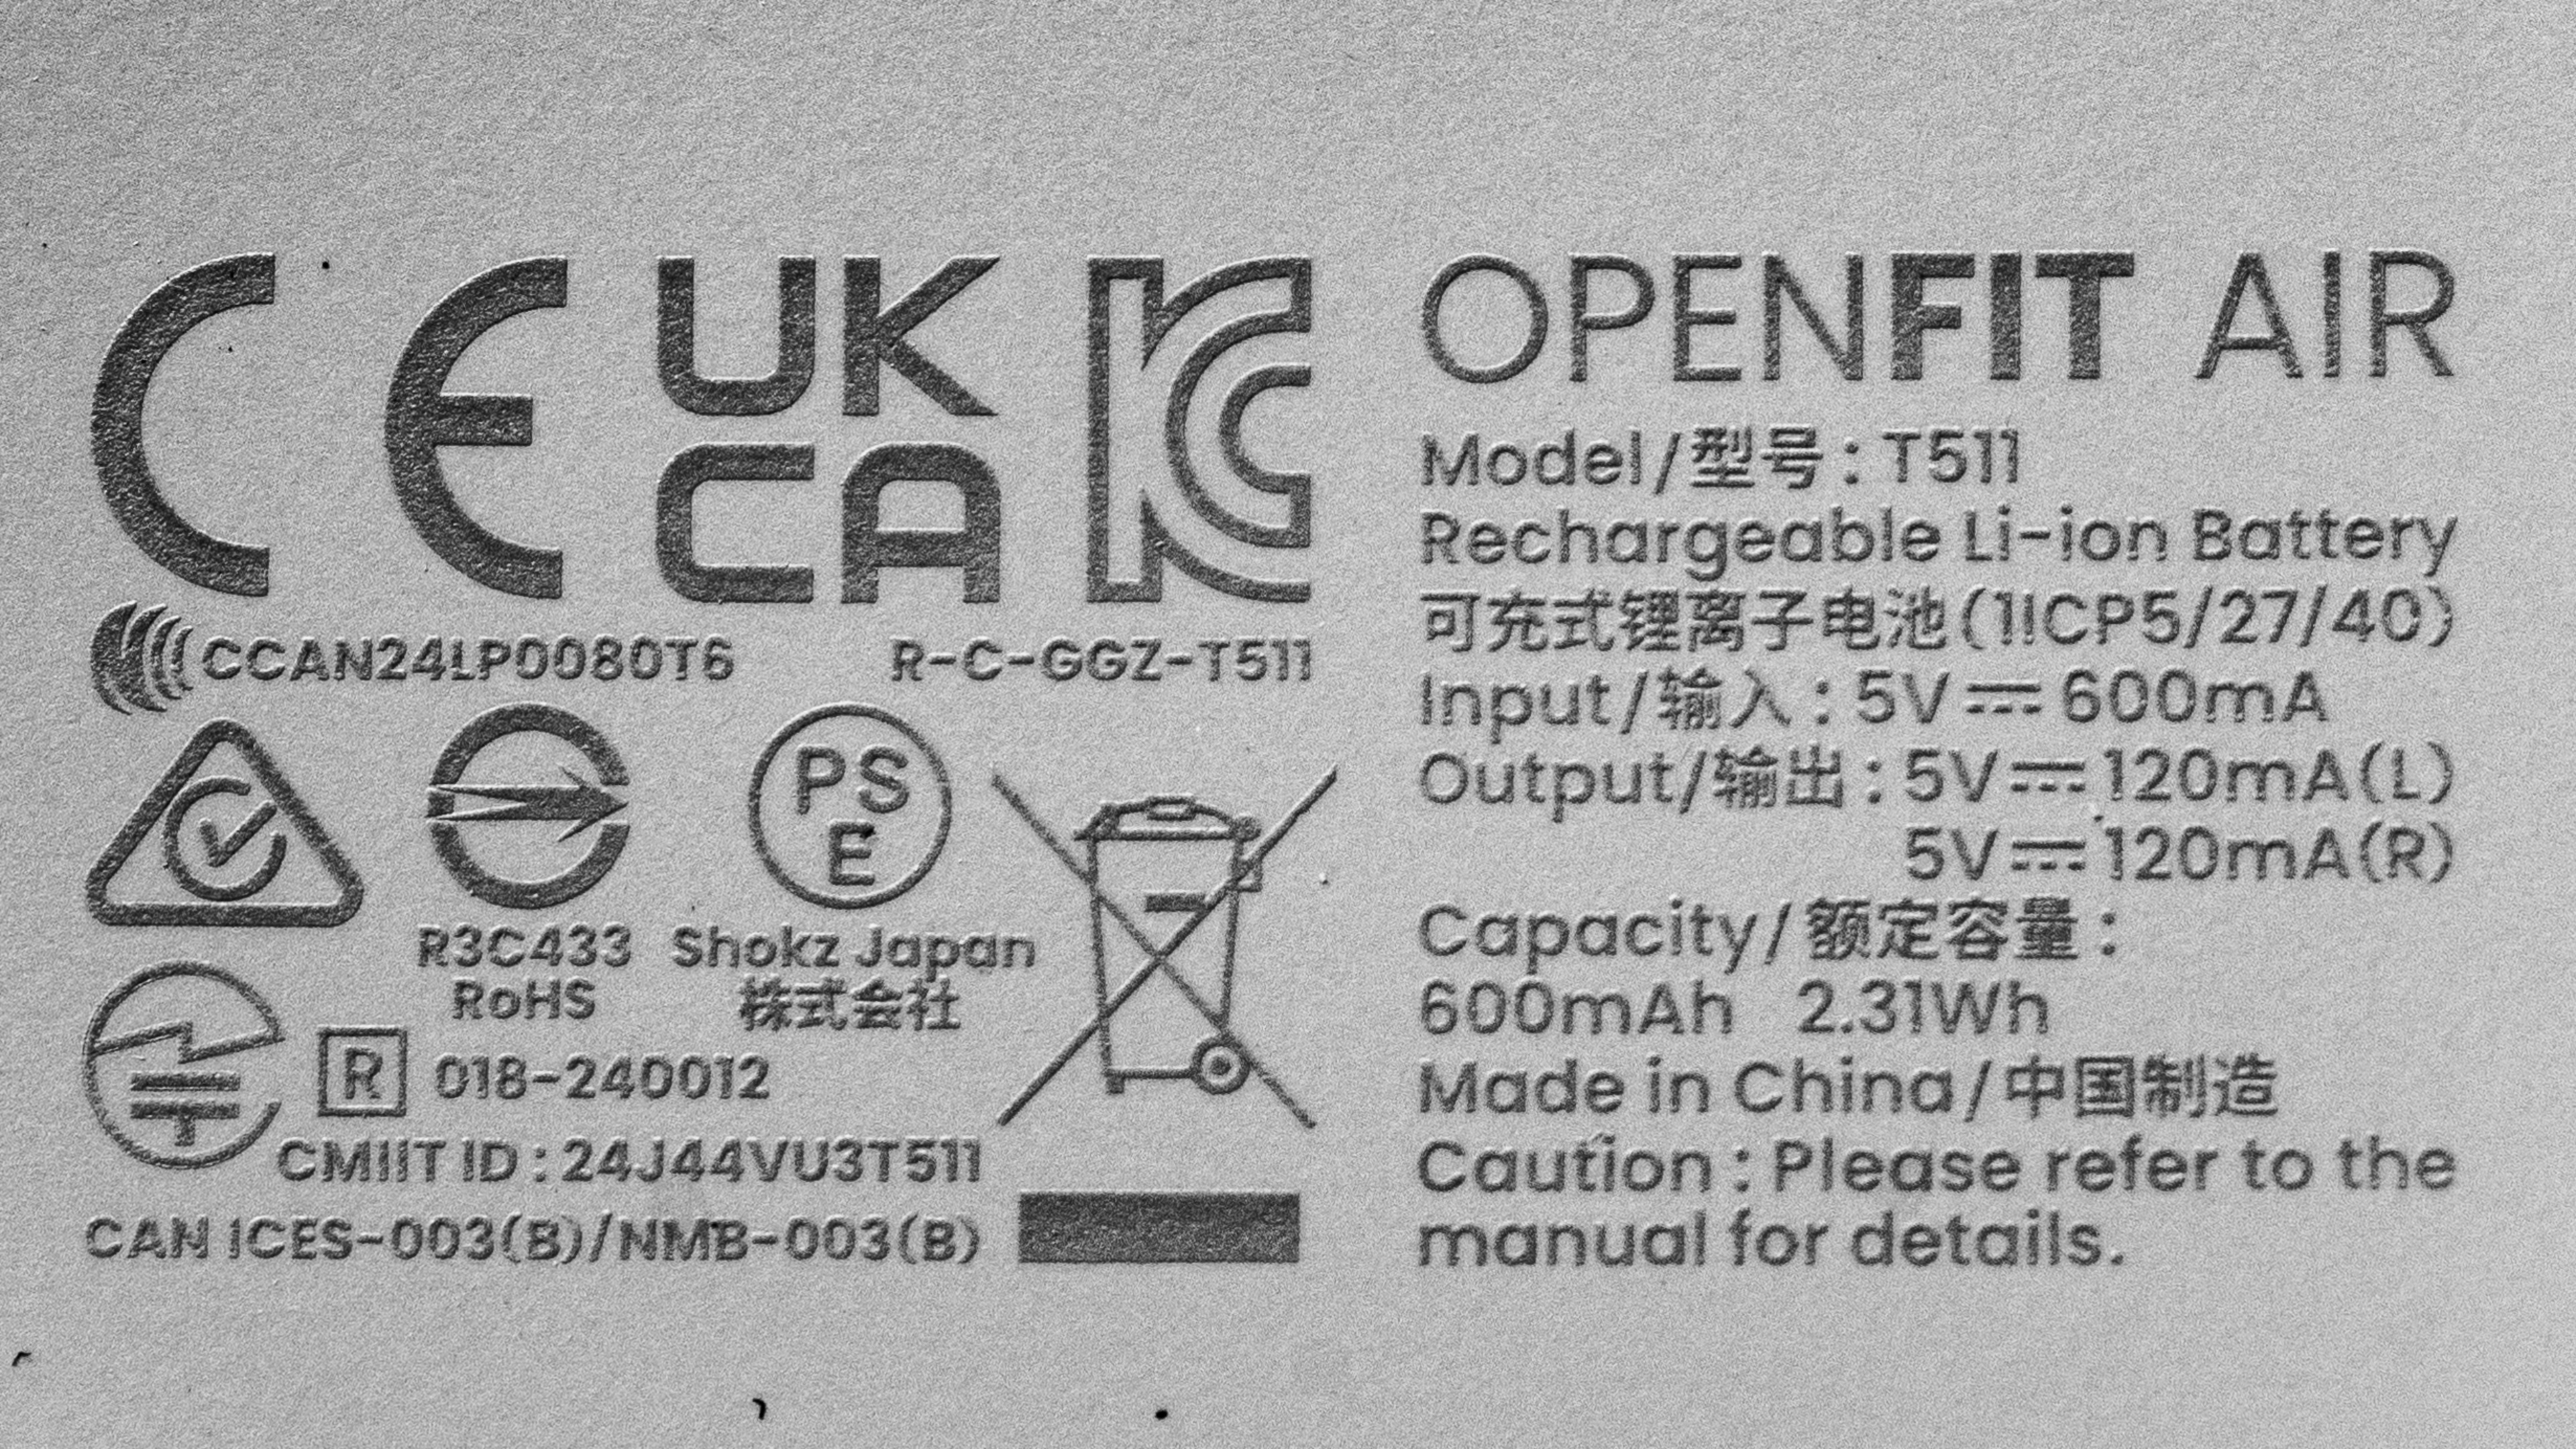 CE
UK
CA
KC
CCAN24LP0080T6
R-C-GGZ-T511
PS
E
R3C433
RoHS
Shokz Japan
株式会社
R 018-240012
CMIIT ID : 24J44VU3T511
CAN ICES-003(B)/NMB-003(B)
OPENFIT AIR
Model/型号 : T511
Rechargeable Li-ion Battery
可充式锂离子电池(1ICP5/27/40)
Input/输入 : 5V⎓600mA
Output/输出 : 5V⎓120mA(L)
5V⎓120mA(R)
Capacity/额定容量 :
600mAh 2.31Wh
Made in China/中国制造
Caution : Please refer to the
manual for details.